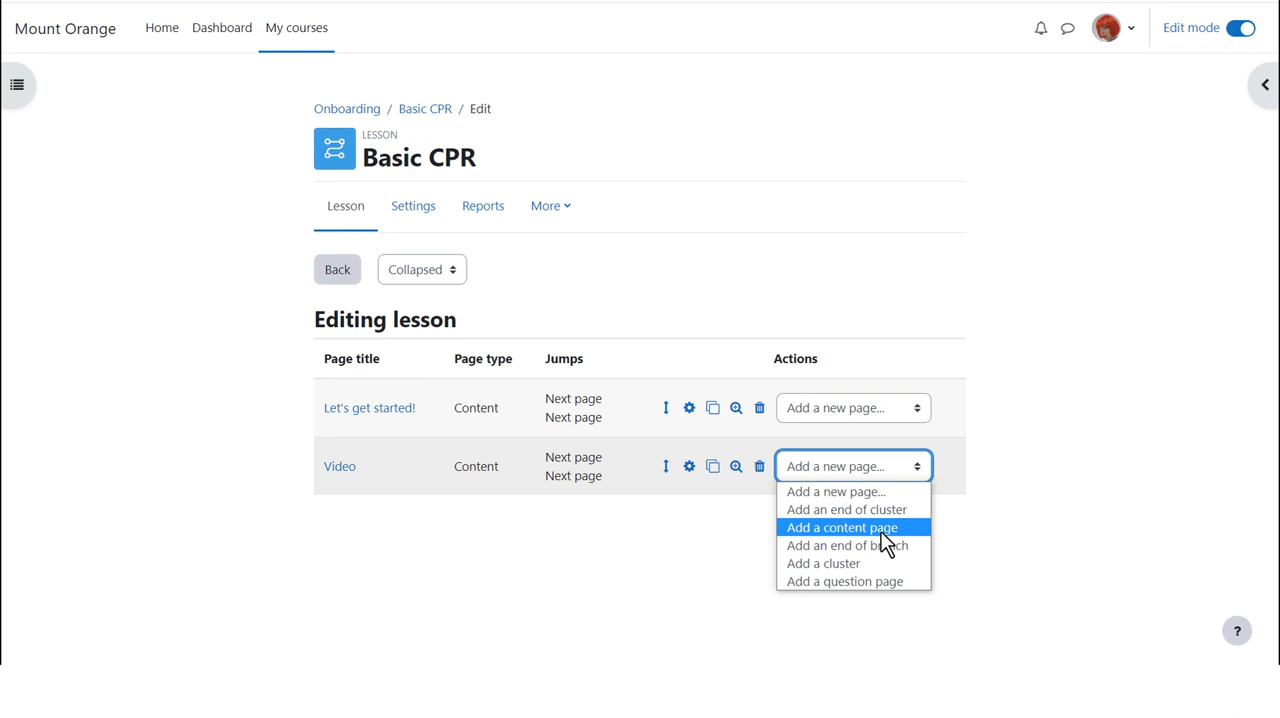 Mount Orange Home Dashboard My courses Edit mode
Onboarding / Basic CPR / Edit
LESSON
Basic CPR
Lesson Settings Reports More
Back Collapsed
Editing lesson
Page title Page type Jumps Actions
Let's get started! Content Next page Add a new page...
Next page
Video Content Next page Add a new page...
Next page
Add a new page...
Add an end of cluster
Add a content page
Add an end of branch
Add a cluster
Add a question page
?